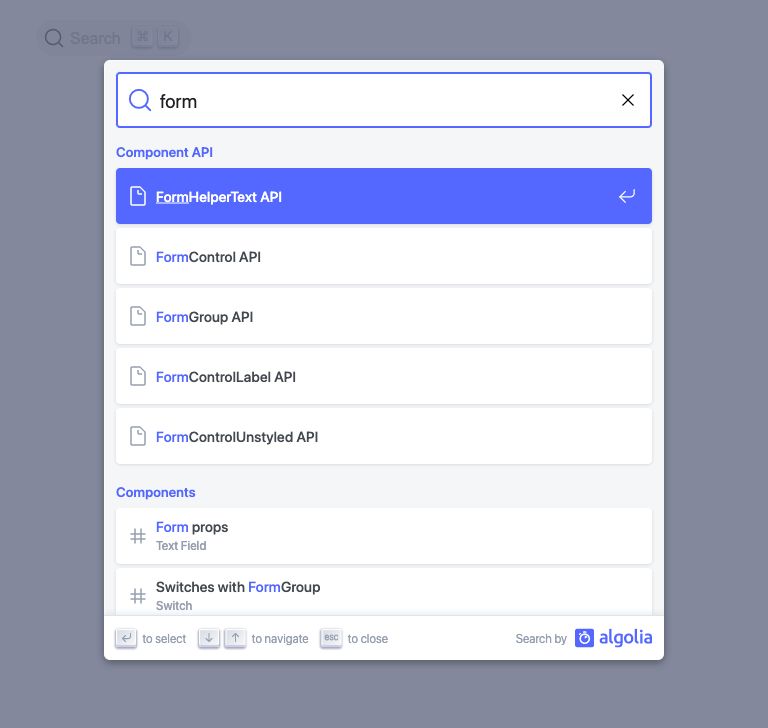 Search ⌘ K
form
Component API
FormHelperText API
FormControl API
FormGroup API
FormControlLabel API
FormControlUnstyled API
Components
Form props
Text Field
Switches with FormGroup
Switch
to select to navigate esc to close Search by algolia